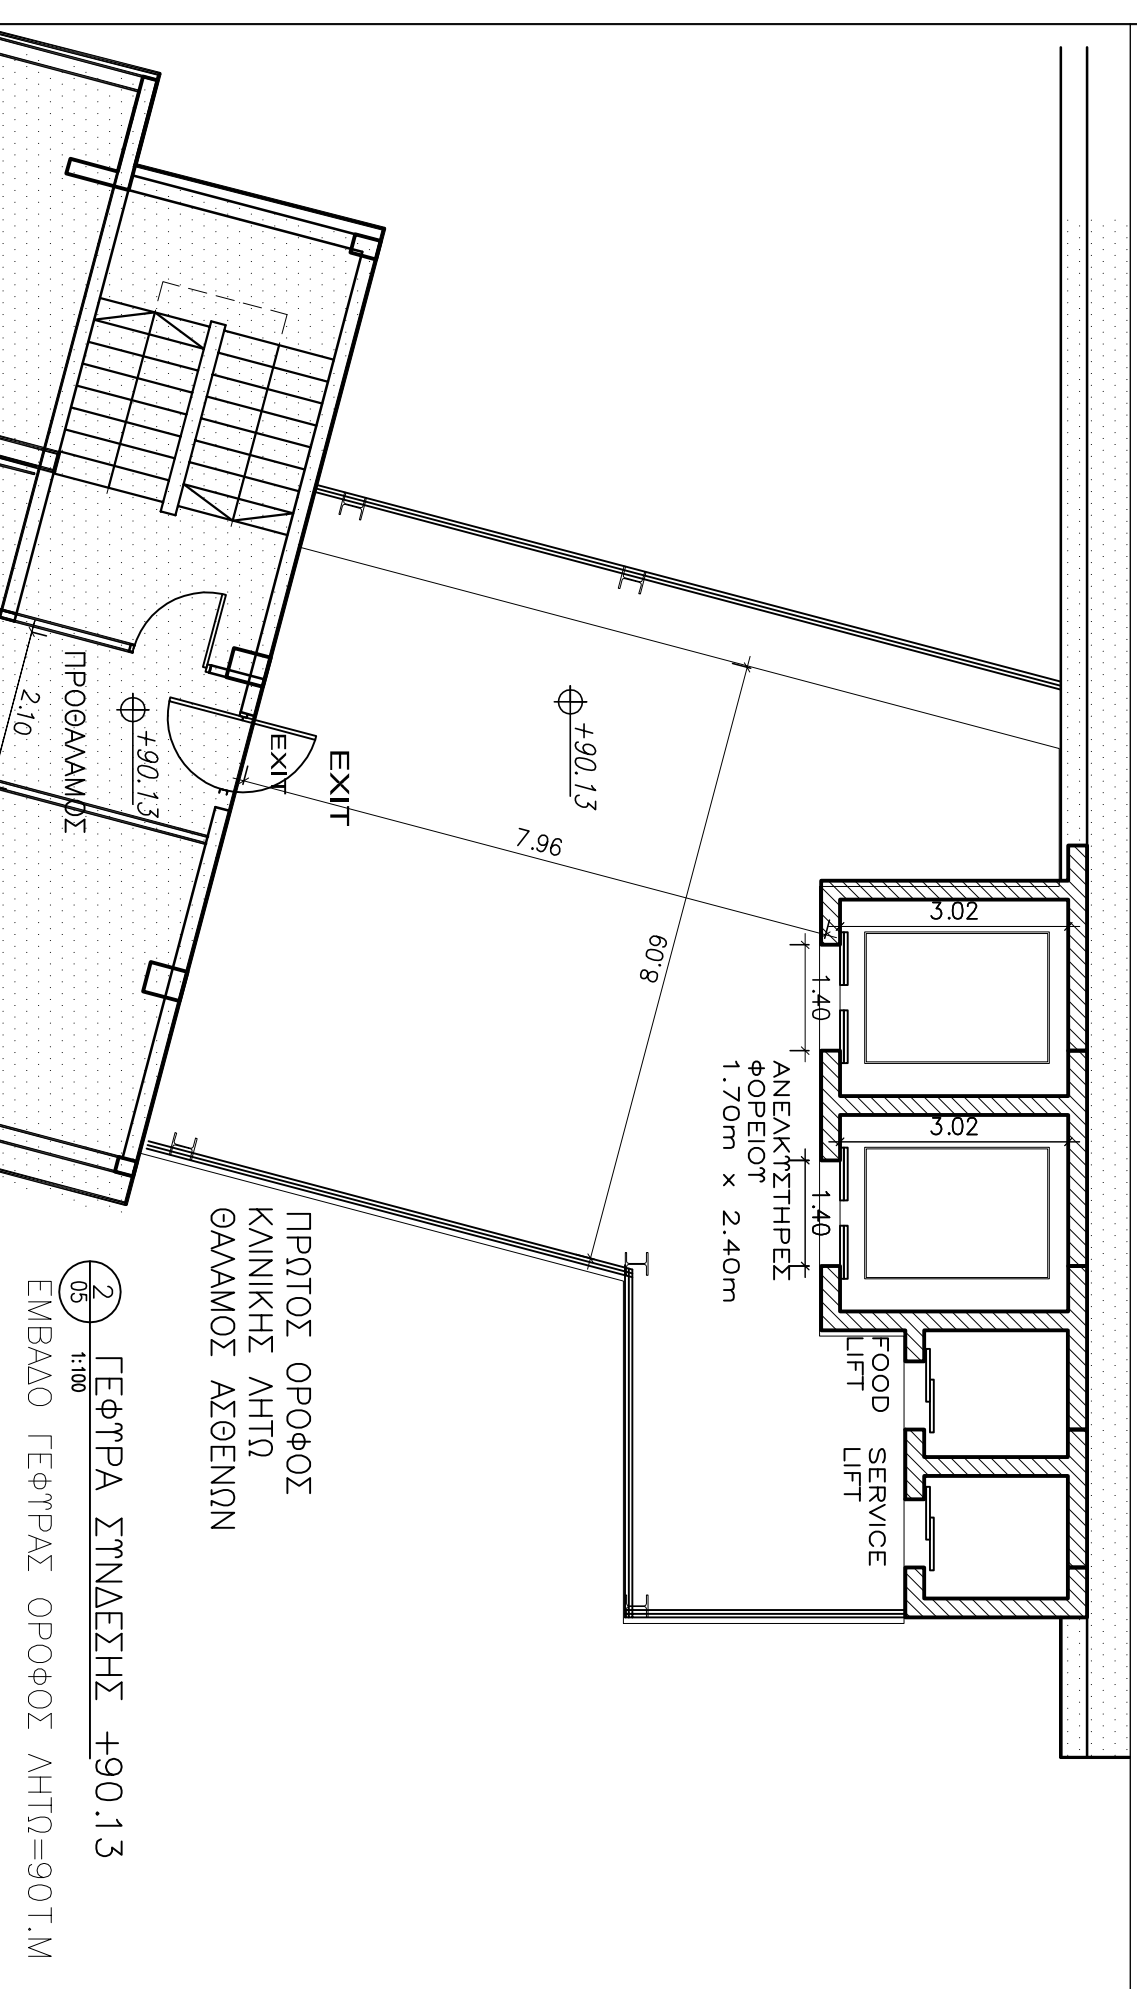 FOOD
LIFT
SERVICE
LIFT
3.02
3.02
1.40
1.40
ΑΝΕΛΚΥΣΤΗΡΕΣ
ΦΟΡΕΙΟΥ
1.70m x 2.40m
+90.13
7.96
8.09
EXIT
EXIT
+90.13
ΠΡΟΘΑΛΑΜΟΣ
2.10
ΠΡΩΤΟΣ ΟΡΟΦΟΣ
ΚΛΙΝΙΚΗΣ ΛΗΤΩ
ΘΑΛΑΜΟΣ ΑΣΘΕΝΩΝ
2
05
ΓΕΦΥΡΑ ΣΥΝΔΕΣΗΣ +90.13
1:100
ΕΜΒΑΔΟ ΓΕΦΥΡΑΣ ΟΡΟΦΟΣ ΛΗΤΩ=90Τ.Μ